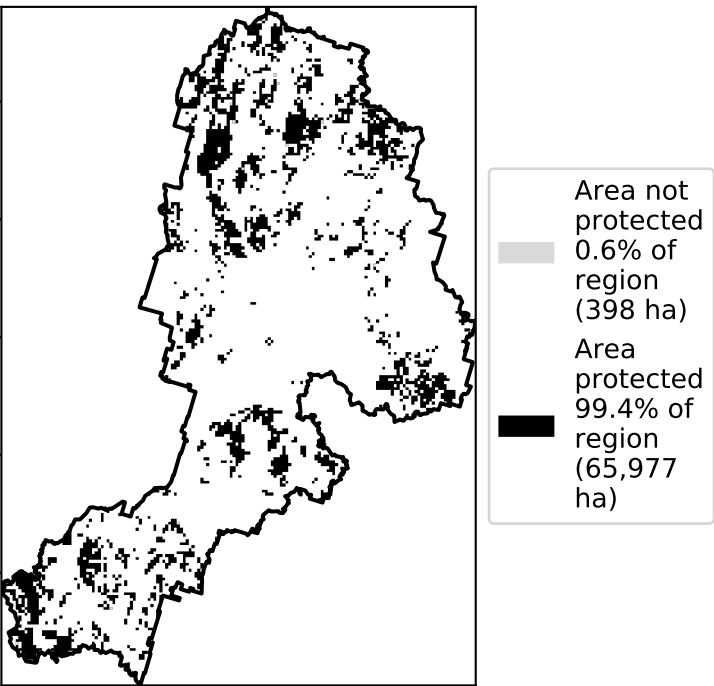 Area not
protected
0.6% of
region
(398 ha)
Area
protected
99.4% of
region
(65,977
ha)